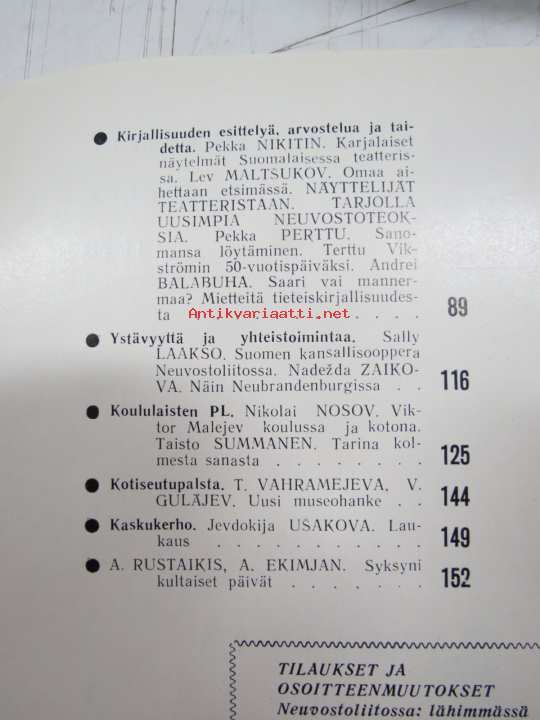 Kirjallisuuden esittelyä, arvostelua ja tai-
detta. Pekka NIKITIN. Karjalaiset
näytelmät Suomalaisessa teatteris-
sa. Lev MALTSUKOV. Omaa ai-
hettaan etsimässä. NÄYTTELIJÄT
TEATTERISTAAN. TARJOLLA
UUSIMPIA NEUVOSTOTEOK-
SIA. Pekka PERTTU. Sano-
mansa löytäminen. Terttu Vik-
strömin 50-vuotispäiväksi. Andrei
BALABUHA. Saari vai manner-
maa? Mietteitä tieteiskirjallisuudes-
ta . . . . 89
Antikvariaatti.net
Ystävyyttä ja yhteistoimintaa. Sally
LAAKSO. Suomen kansallisooppera
Neuvostoliitossa. Nadežda ZAIKO-
VA. Näin Neubrandenburgissa . . 116
Koululaisten PL. Nikolai NOSOV. Vik-
tor Malejev koulussa ja kotona.
Taisto SUMMANEN. Tarina kol-
mesta sanasta . . . . . . . 125
Kotiseutupalsta. T. VAHRAMEJEVA, V.
GULÄJEV. Uusi museohanke . . 144
Kaskukerho. Jevdokija USAKOVA. Lau-
kaus . . . . . . . . . . 149
A. RUSTAIKIS, A. EKIMJAN. Syksyni
kultaiset päivät . . . . . . 152
TILAUKSET JA
OSOITTEENMUUTOKSET
Neuvostoliitossa: lähimmässä